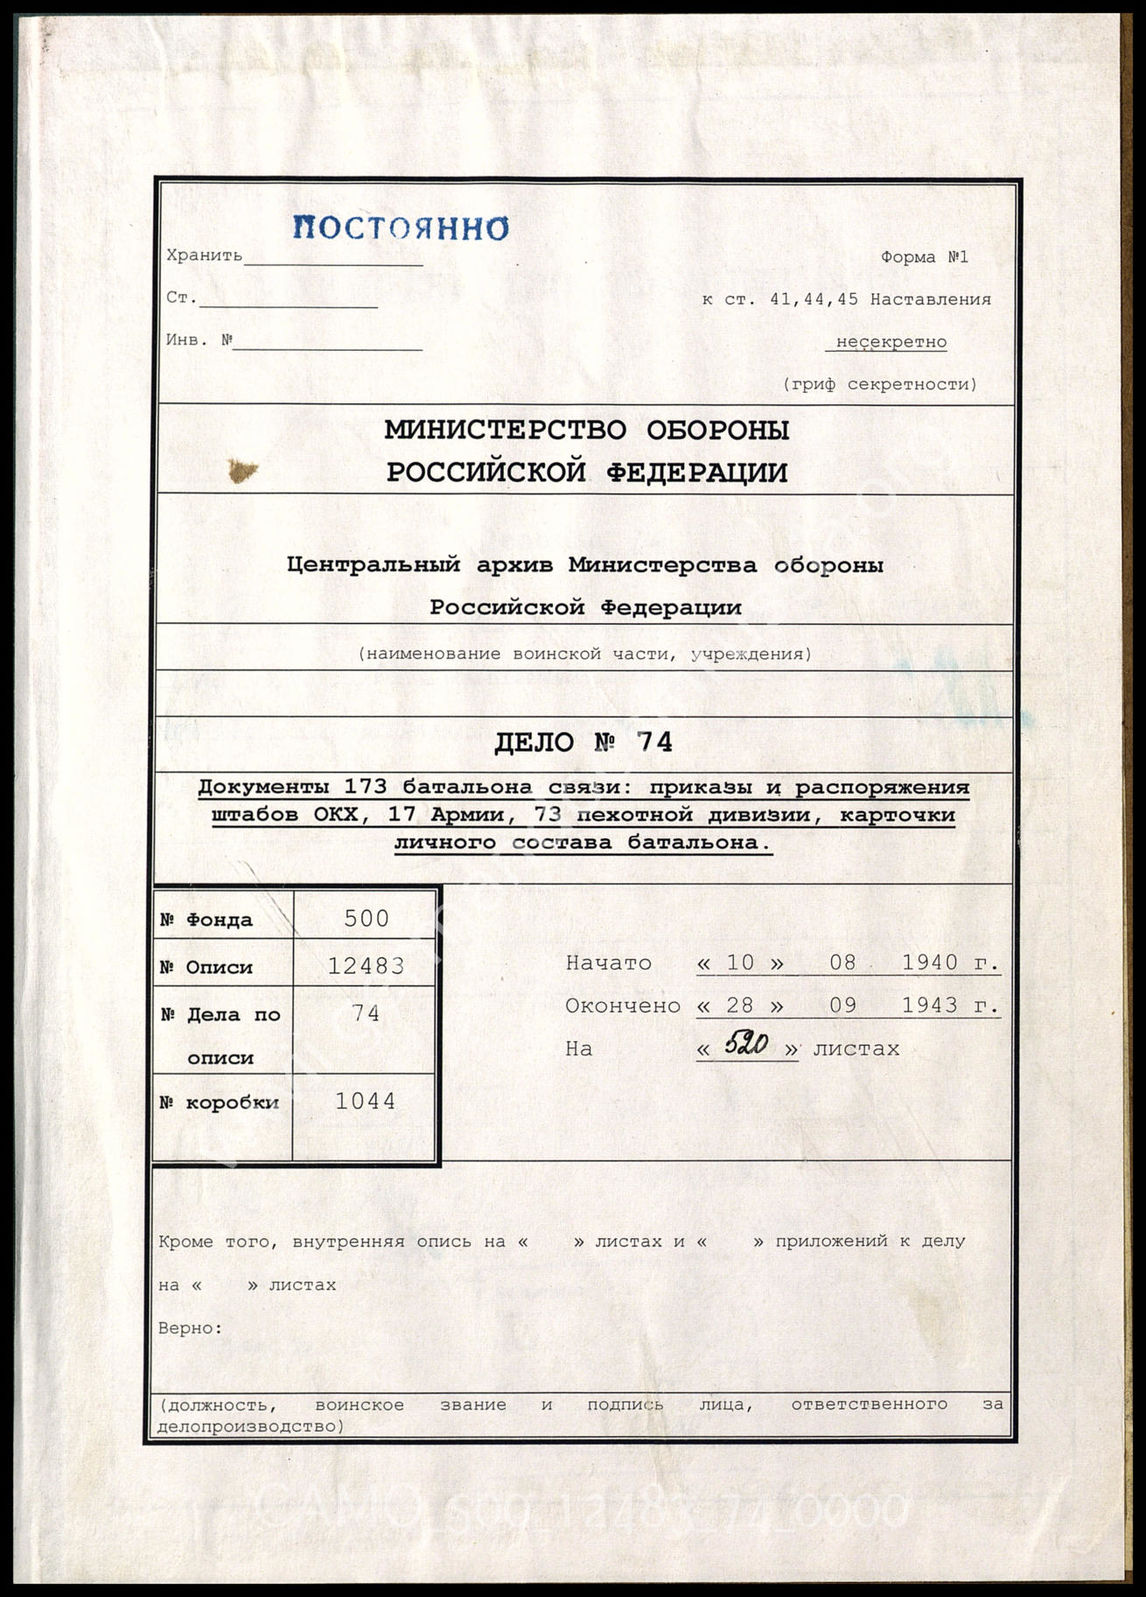 ПОСТОЯННО
Хранить
Форма №1
Ст.
к ст. 41,44,45 Наставления
Инв. №
несекретно
(гриф секретности)
МИНИСТЕРСТВО ОБОРОНЫ
РОССИЙСКОЙ ФЕДЕРАЦИИ
Центральный архив Министерства обороны
Российской Федерации
(наименование воинской части, учреждения)
ДЕЛО № 74
Документы 173 батальона связи: приказы и распоряжения
штабов ОКХ, 17 Армии, 73 пехотной дивизии, карточки
личного состава батальона.
№ Фонда 500
№ Описи 12483
№ Дела по 74
описи
№ коробки 1044
Начато « 10 » 08 1940 г.
Окончено « 28 » 09 1943 г.
На « 520 » листах
Кроме того, внутренняя опись на « » листах и « » приложений к делу
на « » листах
Верно:
(должность, воинское звание и подпись лица, ответственного за
делопроизводство)
CAMO_500_12483_74_0000